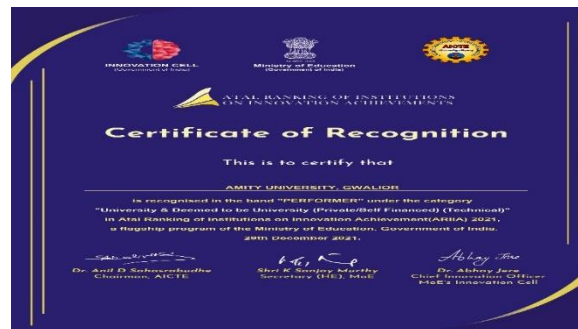 INNOVATION CELL
(Government of India)
Ministry of Education
(Government of India)
AICTE
ATAL RANKING OF INSTITUTIONS
ON INNOVATION ACHIEVEMENTS
Certificate of Recognition
This is to certify that
AMITY UNIVERSITY, GWALIOR
is recognised in the band "PERFORMER" under the category
"University & Deemed to be University (Private/Self Financed) (Technical)"
in Atal Ranking of Institutions on Innovation Achievement(ARIIA) 2021,
a flagship program of the Ministry of Education, Government of India.
29th December 2021.
Dr. Anil D Sahasrabudhe
Chairman, AICTE
Shri K Sanjay Murthy
Secretary (HE), MoE
Abhay Jere
Dr. Abhay Jere
Chief Innovation Officer
MoE's Innovation Cell